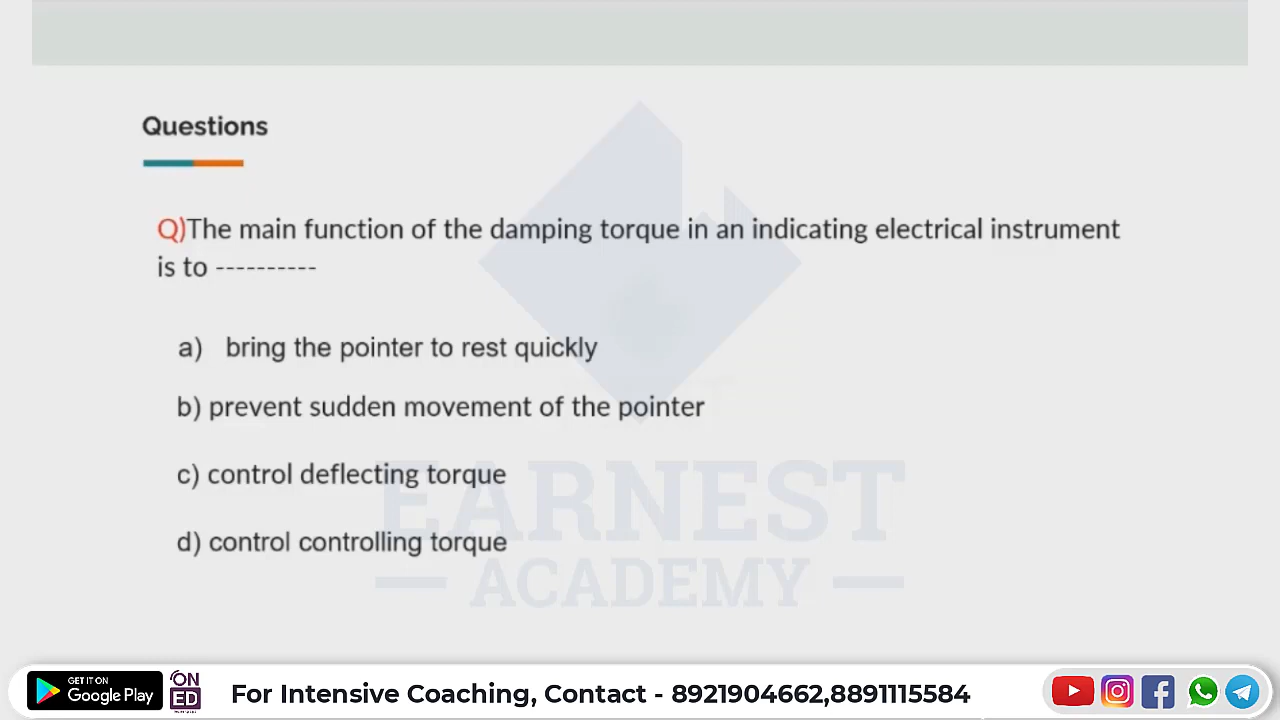 Questions
Q)The main function of the damping torque in an indicating electrical instrument
is to ----------
a) bring the pointer to rest quickly
b) prevent sudden movement of the pointer
c) control deflecting torque
d) control controlling torque
EARNEST
ACADEMY
GET IT ON
Google Play
ON
ED
For Intensive Coaching, Contact - 8921904662,8891115584